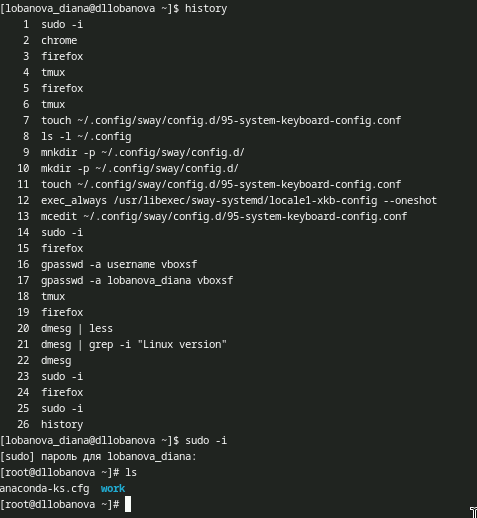 [lobanova_diana@dllobanova ~]$ history
1 sudo -i
2 chrome
3 firefox
4 tmux
5 firefox
6 tmux
7 touch ~/.config/sway/config.d/95-system-keyboard-config.conf
8 ls -l ~/.config
9 mnkdir -p ~/.config/sway/config.d/
10 mkdir -p ~/.config/sway/config.d/
11 touch ~/.config/sway/config.d/95-system-keyboard-config.conf
12 exec_always /usr/libexec/sway-systemd/locale1-xkb-config --oneshot
13 mcedit ~/.config/sway/config.d/95-system-keyboard-config.conf
14 sudo -i
15 firefox
16 gpasswd -a username vboxsf
17 gpasswd -a lobanova_diana vboxsf
18 tmux
19 firefox
20 dmesg | less
21 dmesg | grep -i "Linux version"
22 dmesg
23 sudo -i
24 firefox
25 sudo -i
26 history
[lobanova_diana@dllobanova ~]$ sudo -i
[sudo] пароль для lobanova_diana:
[root@dllobanova ~]# ls
anaconda-ks.cfg work
[root@dllobanova ~]#